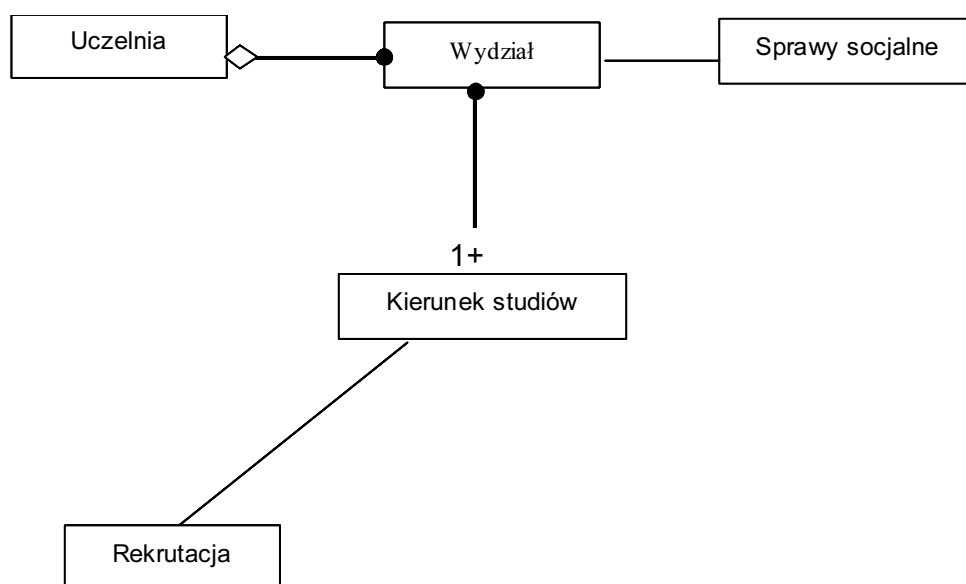 Uczelnia
Wydział
Sprawy socjalne
1+
Kierunek studiów
Rekrutacja